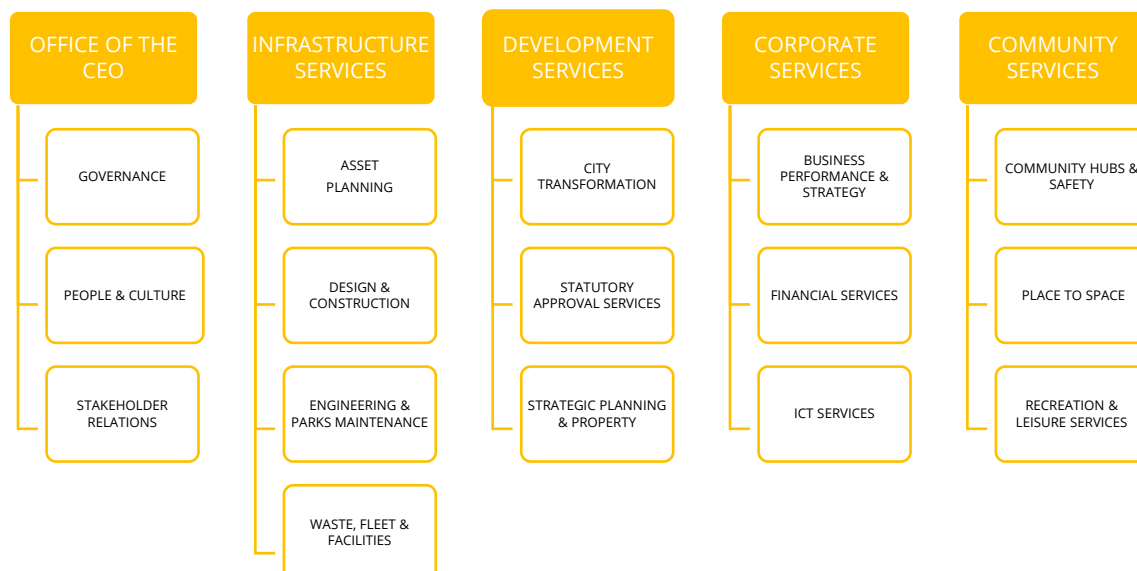 OFFICE OF THE
CEO
GOVERNANCE
PEOPLE & CULTURE
STAKEHOLDER
RELATIONS
INFRASTRUCTURE
SERVICES
ASSET
PLANNING
DESIGN &
CONSTRUCTION
ENGINEERING &
PARKS MAINTENANCE
WASTE, FLEET &
FACILITIES
DEVELOPMENT
SERVICES
CITY
TRANSFORMATION
STATUTORY
APPROVAL SERVICES
STRATEGIC PLANNING
& PROPERTY
CORPORATE
SERVICES
BUSINESS
PERFORMANCE &
STRATEGY
FINANCIAL SERVICES
ICT SERVICES
COMMUNITY
SERVICES
COMMUNITY HUBS &
SAFETY
PLACE TO SPACE
RECREATION &
LEISURE SERVICES